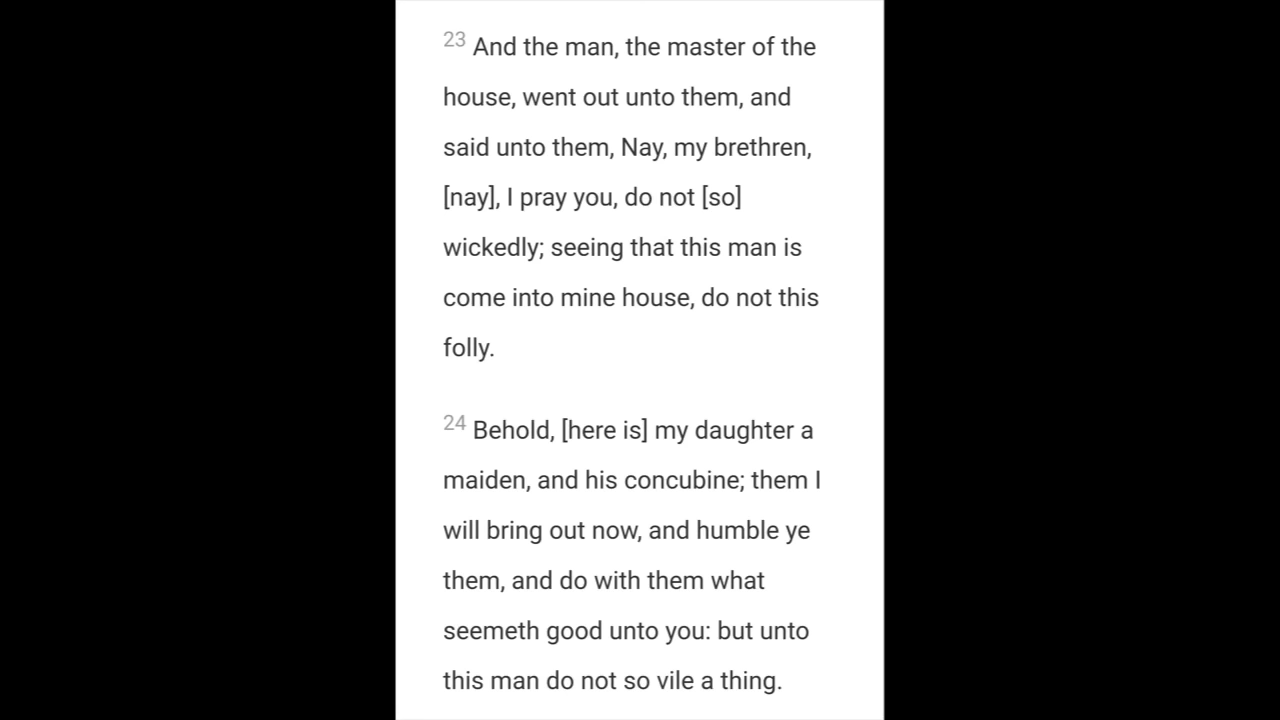 23 And the man, the master of the
house, went out unto them, and
said unto them, Nay, my brethren,
[nay], I pray you, do not [so]
wickedly; seeing that this man is
come into mine house, do not this
folly.
24 Behold, [here is] my daughter a
maiden, and his concubine; them I
will bring out now, and humble ye
them, and do with them what
seemeth good unto you: but unto
this man do not so vile a thing.